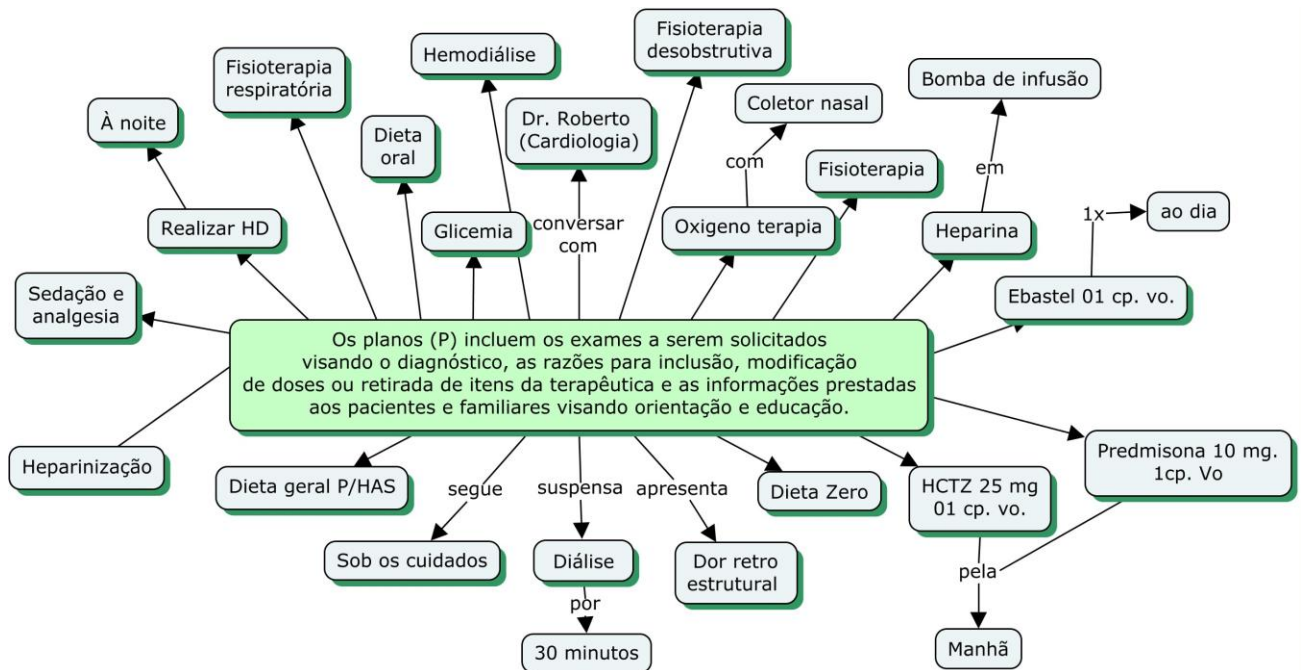 Fisioterapia
desobstrutiva
Hemodiálise
Fisioterapia
respiratória
Bomba de infusão
Coletor nasal
À noite
Dr. Roberto
(Cardiologia)
Dieta
oral
com
Fisioterapia
em
Realizar HD
Glicemia
conversar
com
Oxigeno terapia
Heparina
1x
ao dia
Sedação e
analgesia
Ebastel 01 cp. vo.
Os planos (P) incluem os exames a serem solicitados
visando o diagnóstico, as razões para inclusão, modificação
de doses ou retirada de itens da terapêutica e as informações prestadas
aos pacientes e familiares visando orientação e educação.
Heparinização
Dieta geral P/HAS
segue
suspensa
apresenta
Dieta Zero
HCTZ 25 mg
01 cp. vo.
Predmisona 10 mg.
1cp. Vo
Sob os cuidados
Diálise
Dor retro
estrutural
pela
por
30 minutos
Manhã